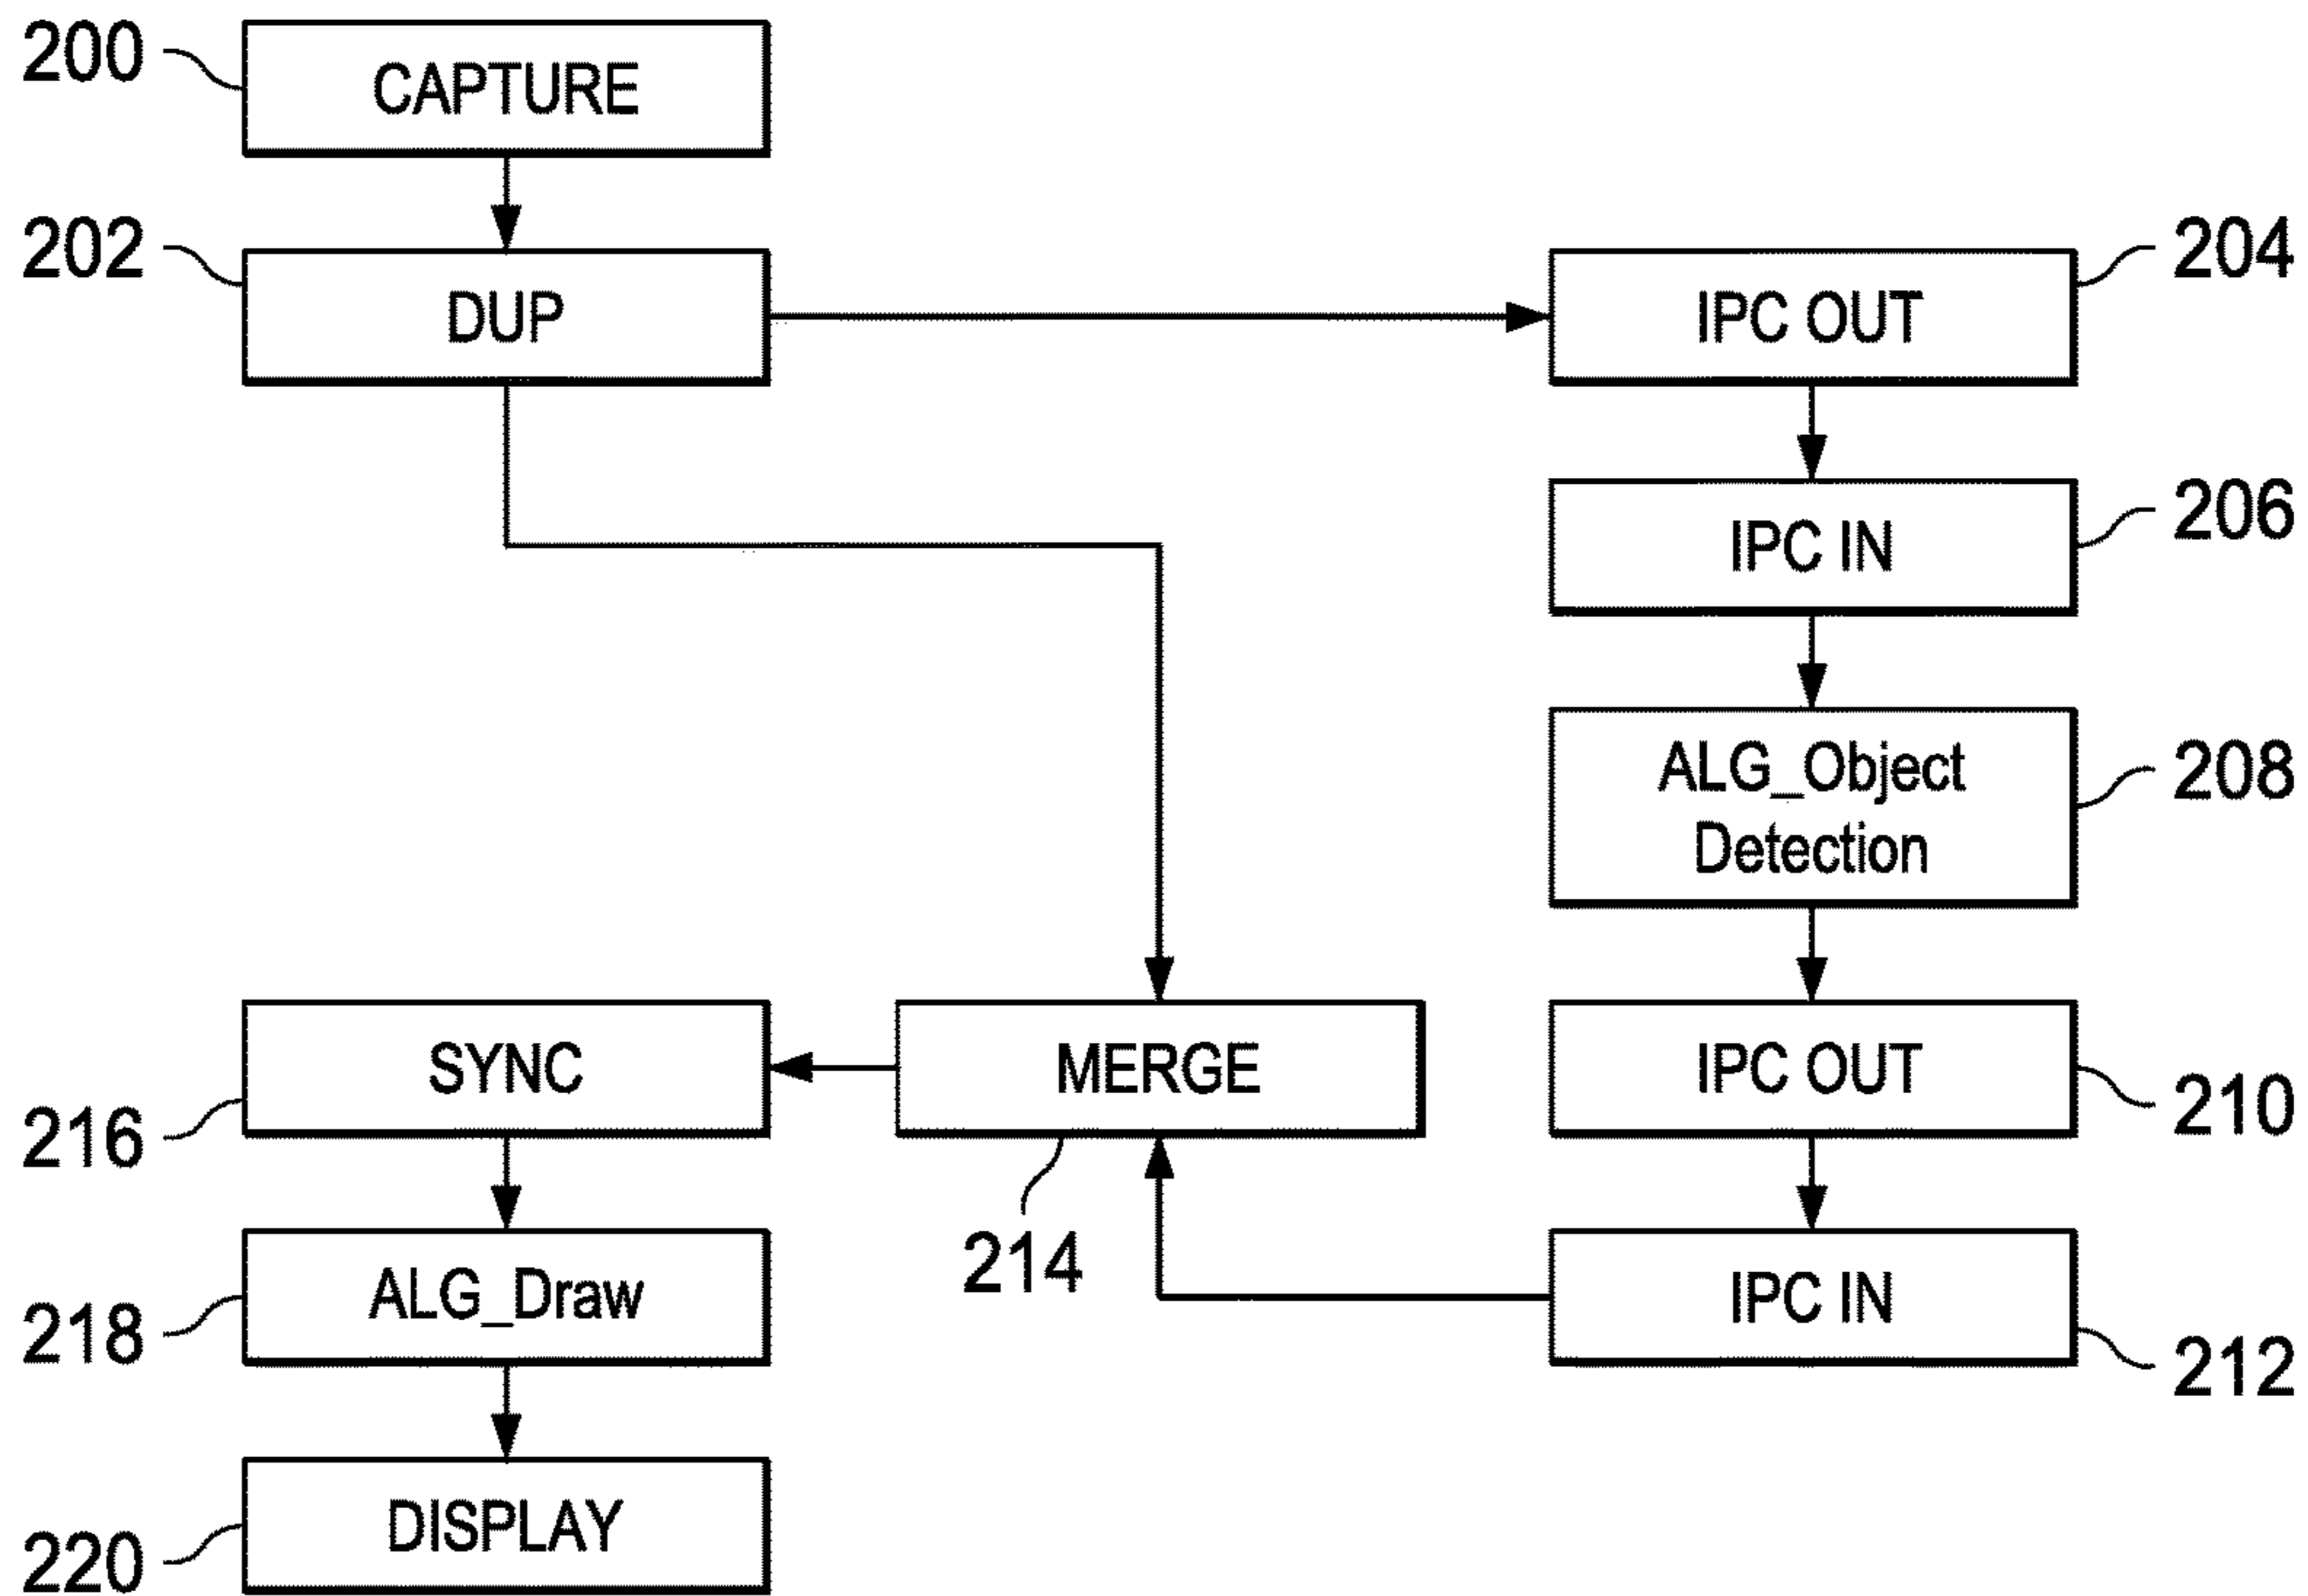 200
CAPTURE
202
DUP
IPC OUT
204
IPC IN
206
ALG_Object
Detection
208
SYNC
216
MERGE
214
IPC OUT
210
ALG_Draw
218
IPC IN
212
DISPLAY
220